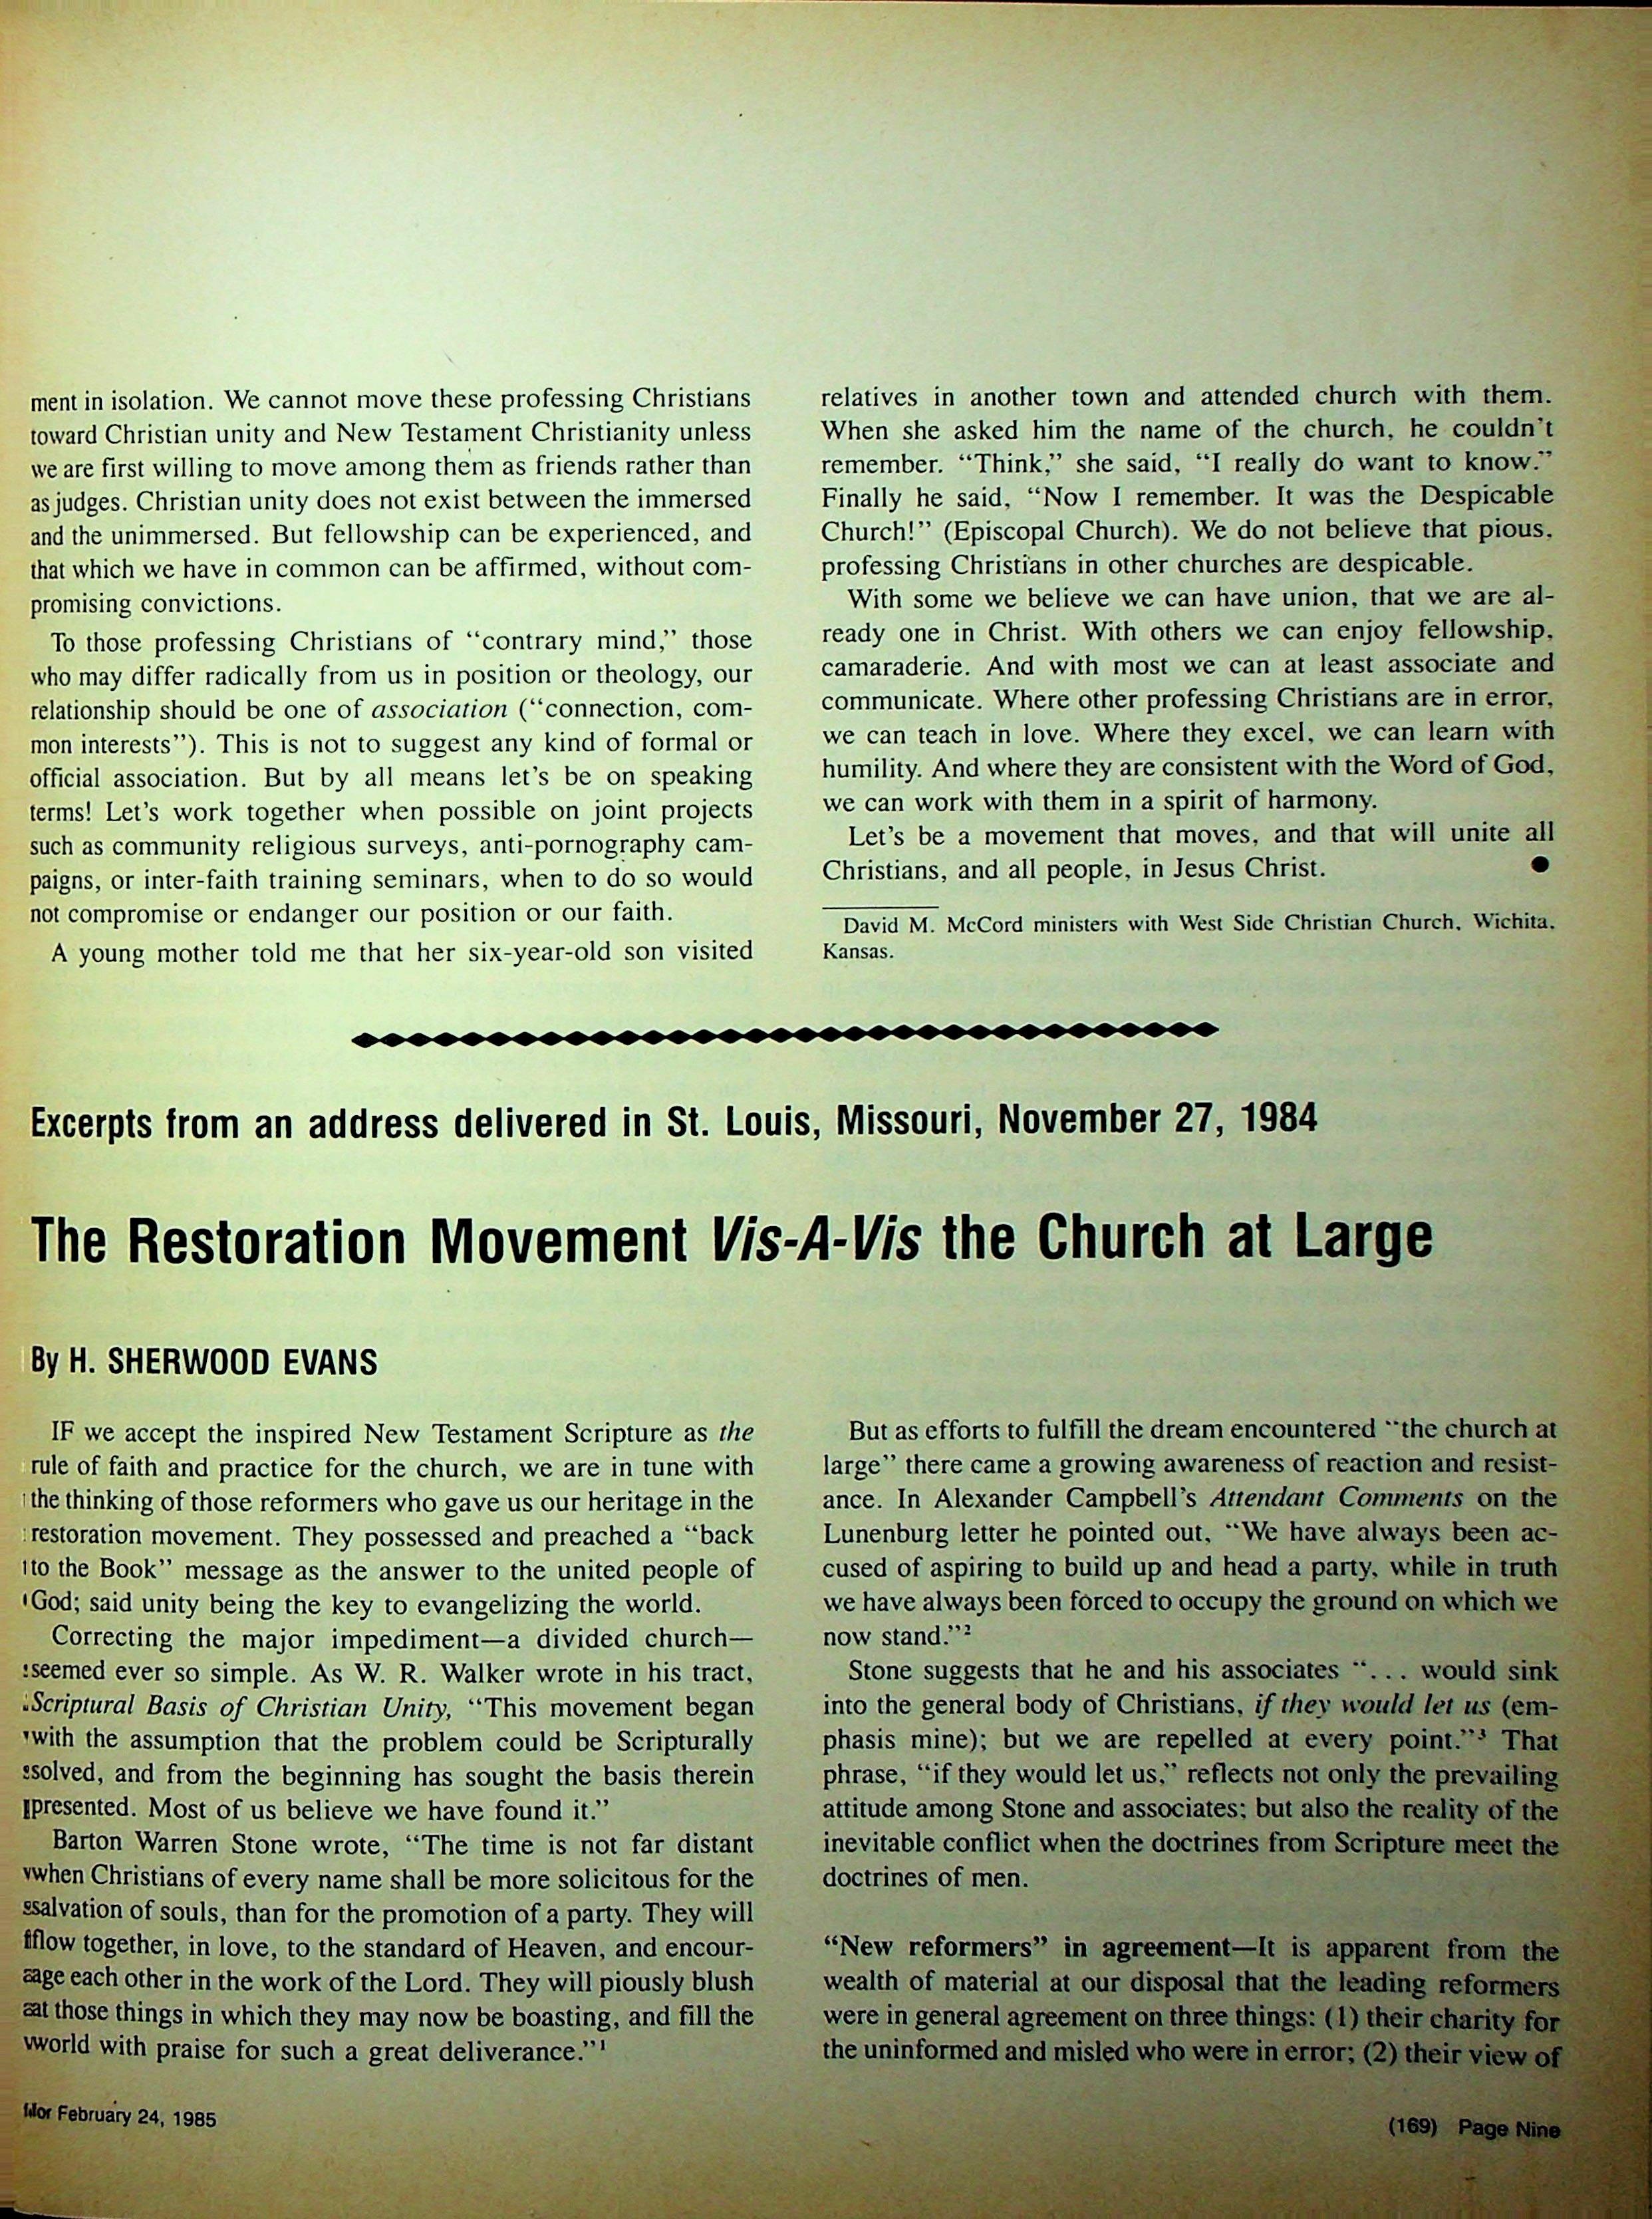 ment in isolation. We cannot move these professing Christians
toward Christian unity and New Testament Christianity unless
we are first willing to move among them as friends rather than
as judges. Christian unity does not exist between the immersed
and the unimmersed. But fellowship can be experienced, and
that which we have in common can be affirmed, without com-
promising convictions.
To those professing Christians of “contrary mind,” those
who may differ radically from us in position or theology, our
relationship should be one of association (“connection, com-
mon interests”). This is not to suggest any kind of formal or
official association. But by all means let’s be on speaking
terms! Let’s work together when possible on joint projects
such as community religious surveys, anti-pornography cam-
paigns, or inter-faith training seminars, when to do so would
not compromise or endanger our position or our faith.
A young mother told me that her six-year-old son visited
relatives in another town and attended church with them.
When she asked him the name of the church, he couldn’t
remember. “Think,” she said, “I really do want to know.”
Finally he said, “Now I remember. It was the Despicable
Church!” (Episcopal Church). We do not believe that pious,
professing Christians in other churches are despicable.
With some we believe we can have union, that we are al-
ready one in Christ. With others we can enjoy fellowship,
camaraderie. And with most we can at least associate and
communicate. Where other professing Christians are in error,
we can teach in love. Where they excel, we can learn with
humility. And where they are consistent with the Word of God,
we can work with them in a spirit of harmony.
Let’s be a movement that moves, and that will unite all
Christians, and all people, in Jesus Christ. ●
David M. McCord ministers with West Side Christian Church, Wichita,
Kansas.
Excerpts from an address delivered in St. Louis, Missouri, November 27, 1984
The Restoration Movement Vis-A-Vis the Church at Large
By H. SHERWOOD EVANS
IF we accept the inspired New Testament Scripture as the
rule of faith and practice for the church, we are in tune with
the thinking of those reformers who gave us our heritage in the
restoration movement. They possessed and preached a “back
to the Book” message as the answer to the united people of
God; said unity being the key to evangelizing the world.
Correcting the major impediment—a divided church—
seemed ever so simple. As W. R. Walker wrote in his tract,
Scriptural Basis of Christian Unity, “This movement began
with the assumption that the problem could be Scripturally
solved, and from the beginning has sought the basis therein
presented. Most of us believe we have found it.”
Barton Warren Stone wrote, “The time is not far distant
when Christians of every name shall be more solicitous for the
salvation of souls, than for the promotion of a party. They will
flow together, in love, to the standard of Heaven, and encour-
age each other in the work of the Lord. They will piously blush
at those things in which they may now be boasting, and fill the
world with praise for such a great deliverance.”¹
But as efforts to fulfill the dream encountered “the church at
large” there came a growing awareness of reaction and resist-
ance. In Alexander Campbell’s Attendant Comments on the
Lunenburg letter he pointed out, “We have always been ac-
cused of aspiring to build up and head a party, while in truth
we have always been forced to occupy the ground on which we
now stand.”²
Stone suggests that he and his associates “. . . would sink
into the general body of Christians, if they would let us (em-
phasis mine); but we are repelled at every point.”³ That
phrase, “if they would let us,” reflects not only the prevailing
attitude among Stone and associates; but also the reality of the
inevitable conflict when the doctrines from Scripture meet the
doctrines of men.
“New reformers” in agreement—It is apparent from the
wealth of material at our disposal that the leading reformers
were in general agreement on three things: (1) their charity for
the uninformed and misled who were in error; (2) their view of
for February 24, 1985
(169) Page Nine